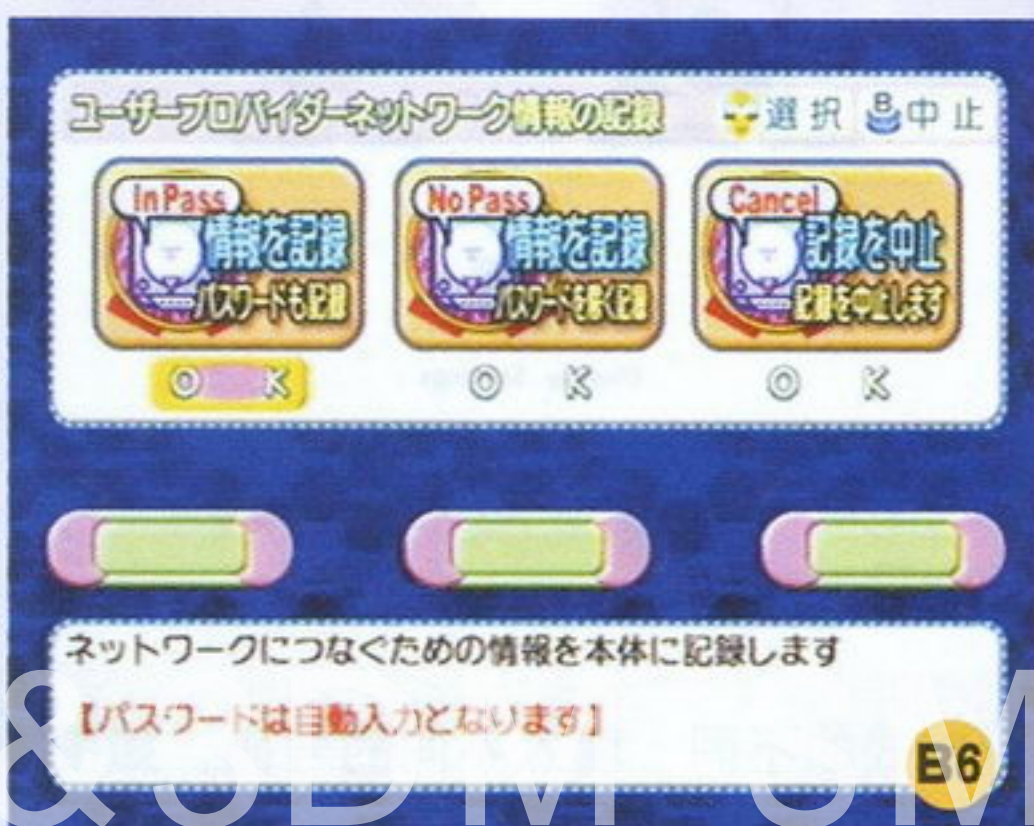 ユーザープロバイダーネットワーク情報の記録
選択
B 中止
In Pass
情報を記録
パスワードも記録
No Pass
情報を記録
パスワードを除く記録
Cancel
記録を中止
記録を中止します
O K
O K
O K
ネットワークにつなぐための情報を本体に記録します
【パスワードは自動入力となります】
B6